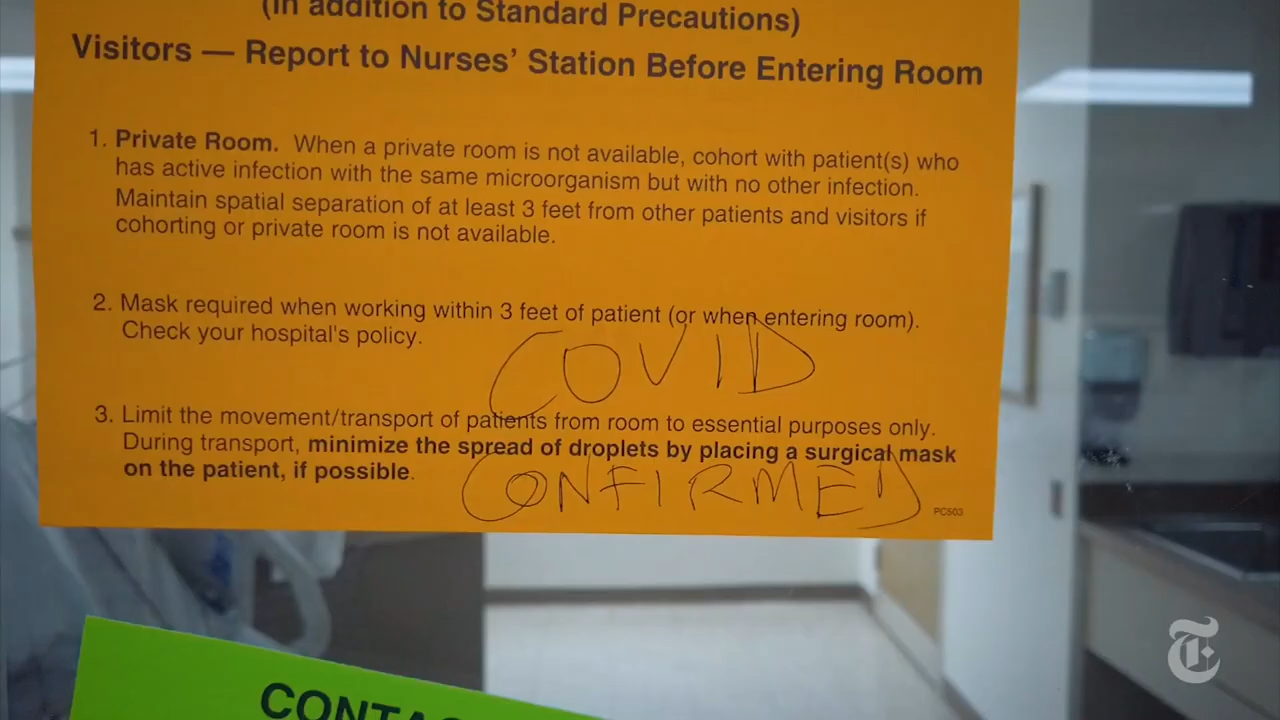 (In addition to Standard Precautions)
Visitors — Report to Nurses' Station Before Entering Room
1. Private Room. When a private room is not available, cohort with patient(s) who
has active infection with the same microorganism but with no other infection.
Maintain spatial separation of at least 3 feet from other patients and visitors if
cohorting or private room is not available.
2. Mask required when working within 3 feet of patient (or when entering room).
Check your hospital's policy.
COVID
3. Limit the movement/transport of patients from room to essential purposes only.
During transport, minimize the spread of droplets by placing a surgical mask
on the patient, if possible.
CONFIRMED
PC503
T